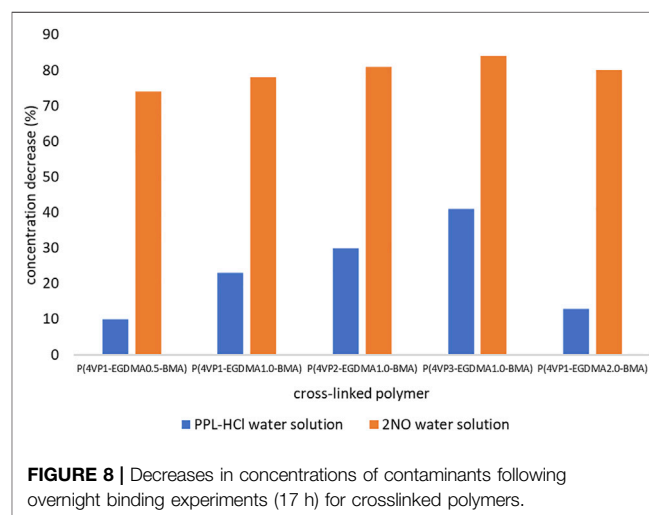 90
80
70
60
50
40
30
20
10
0
concentration decrease (%)
P(4VP1-EGDMA0.5-BMA) P(4VP1-EGDMA1.0-BMA) P(4VP2-EGDMA1.0-BMA) P(4VP3-EGDMA1.0-BMA) P(4VP1-EGDMA2.0-BMA)
cross-linked polymer
PPL-HCl water solution 2NO water solution
FIGURE 8 | Decreases in concentrations of contaminants following
overnight binding experiments (17 h) for crosslinked polymers.